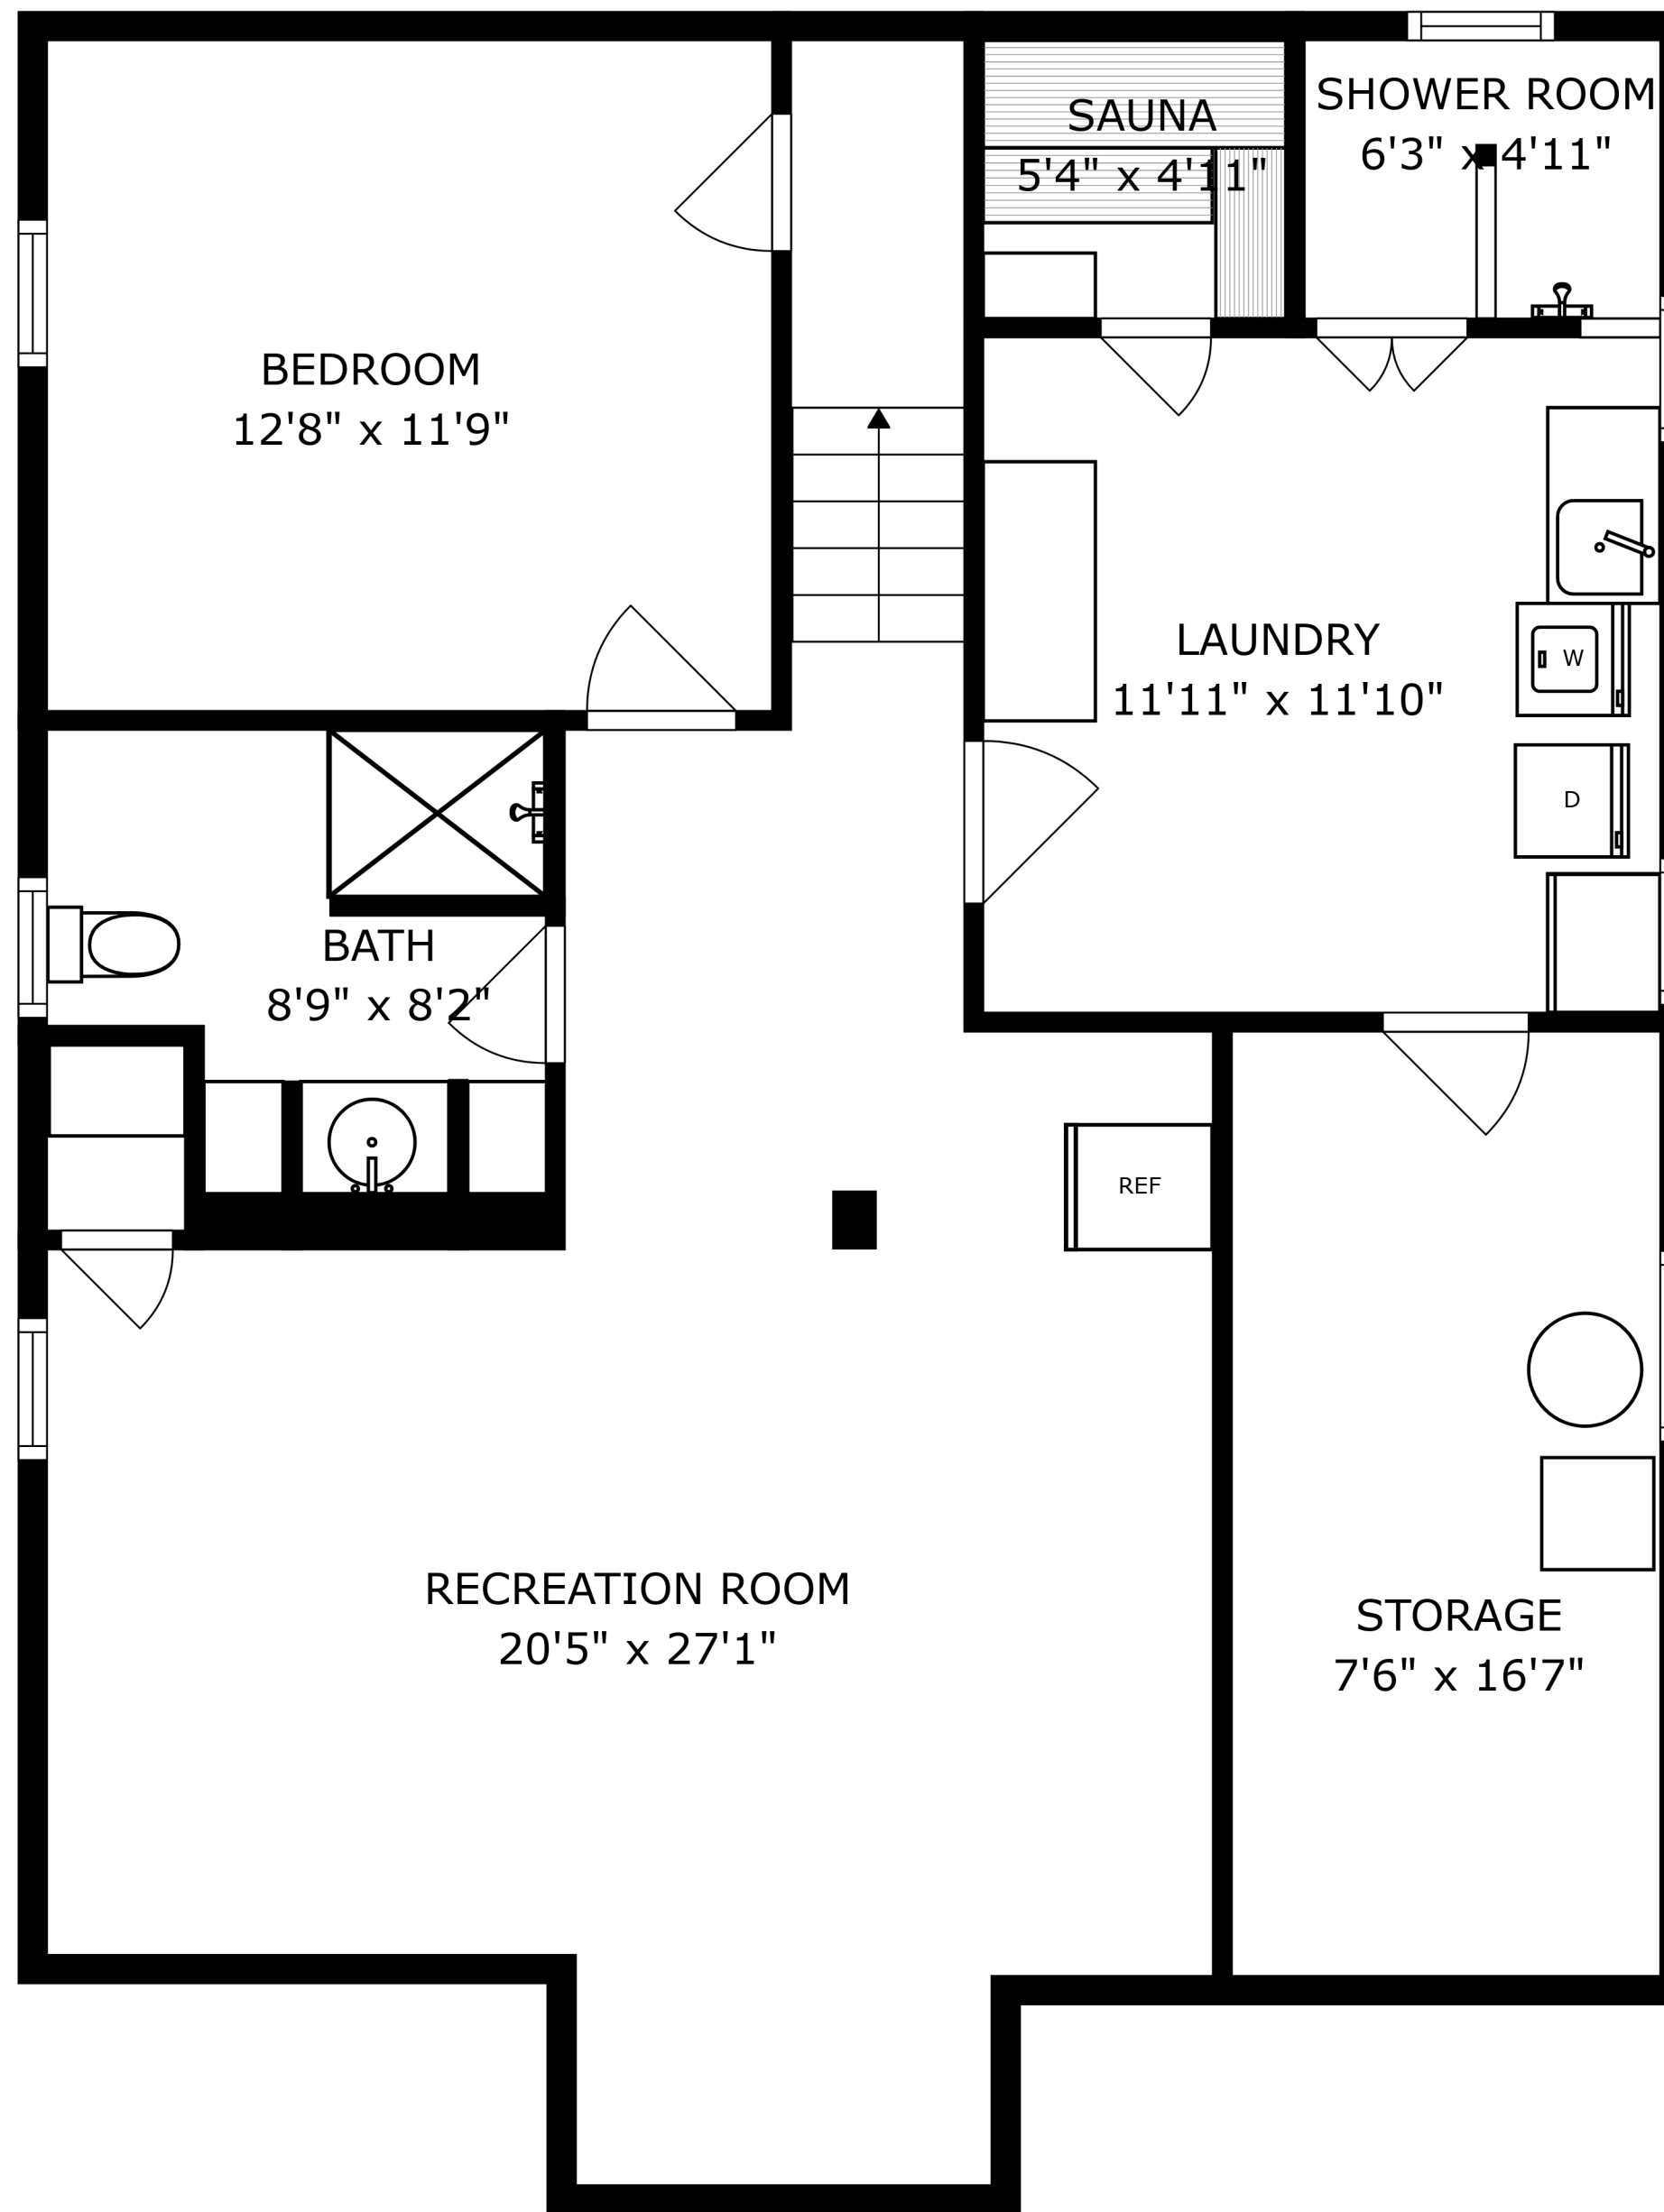 SAUNA
5'4" x 4'11"
SHOWER ROOM
6'3" x 4'11"
BEDROOM
12'8" x 11'9"
LAUNDRY
11'11" x 11'10"
W
D
BATH
8'9" x 8'2"
REF
RECREATION ROOM
20'5" x 27'1"
STORAGE
7'6" x 16'7"